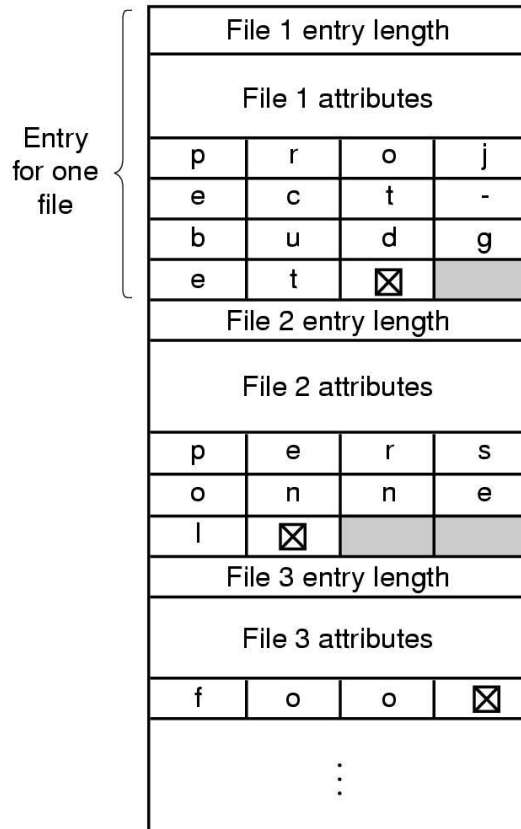 File 1 entry length
File 1 attributes
Entry
for one
file
p r o j
e c t -
b u d g
e t ☒
File 2 entry length
File 2 attributes
p e r s
o n n e
l ☒
File 3 entry length
File 3 attributes
f o o ☒
⋮